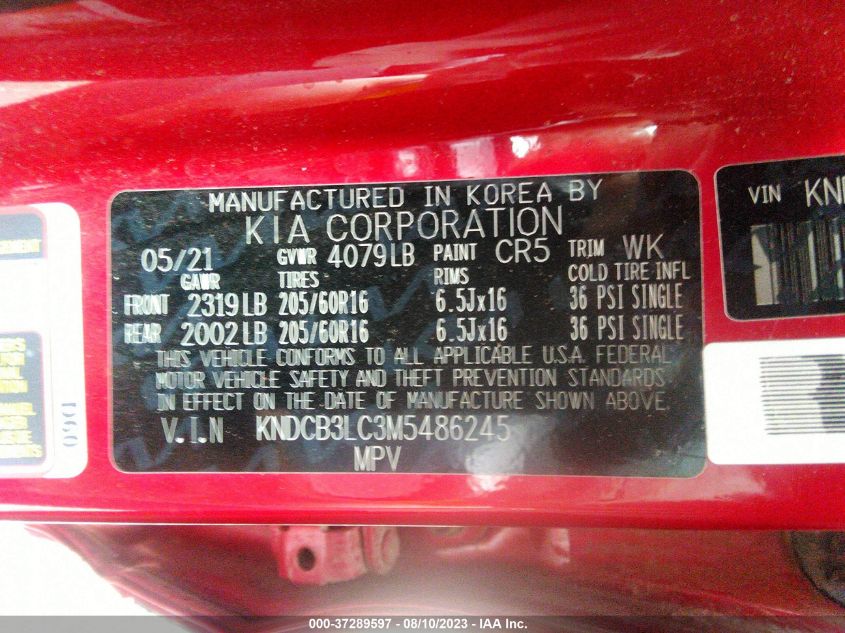 MANUFACTURED IN KOREA BY
KIA CORPORATION
05/21 GVWR 4079LB PAINT CR5 TRIM WK
GAWR TIRES RIMS COLD TIRE INFL
FRONT 2319LB 205/60R16 6.5Jx16 36 PSI SINGLE
REAR 2002LB 205/60R16 6.5Jx16 36 PSI SINGLE
THIS VEHICLE CONFORMS TO ALL APPLICABLE U.S.A. FEDERAL
MOTOR VEHICLE SAFETY AND THEFT PREVENTION STANDARDS
IN EFFECT ON THE DATE OF MANUFACTURE SHOWN ABOVE.
V.I.N KNDCB3LC3M5486245
MPV
VIN KN
060
000-37289597 - 08/10/2023 - IAA Inc.